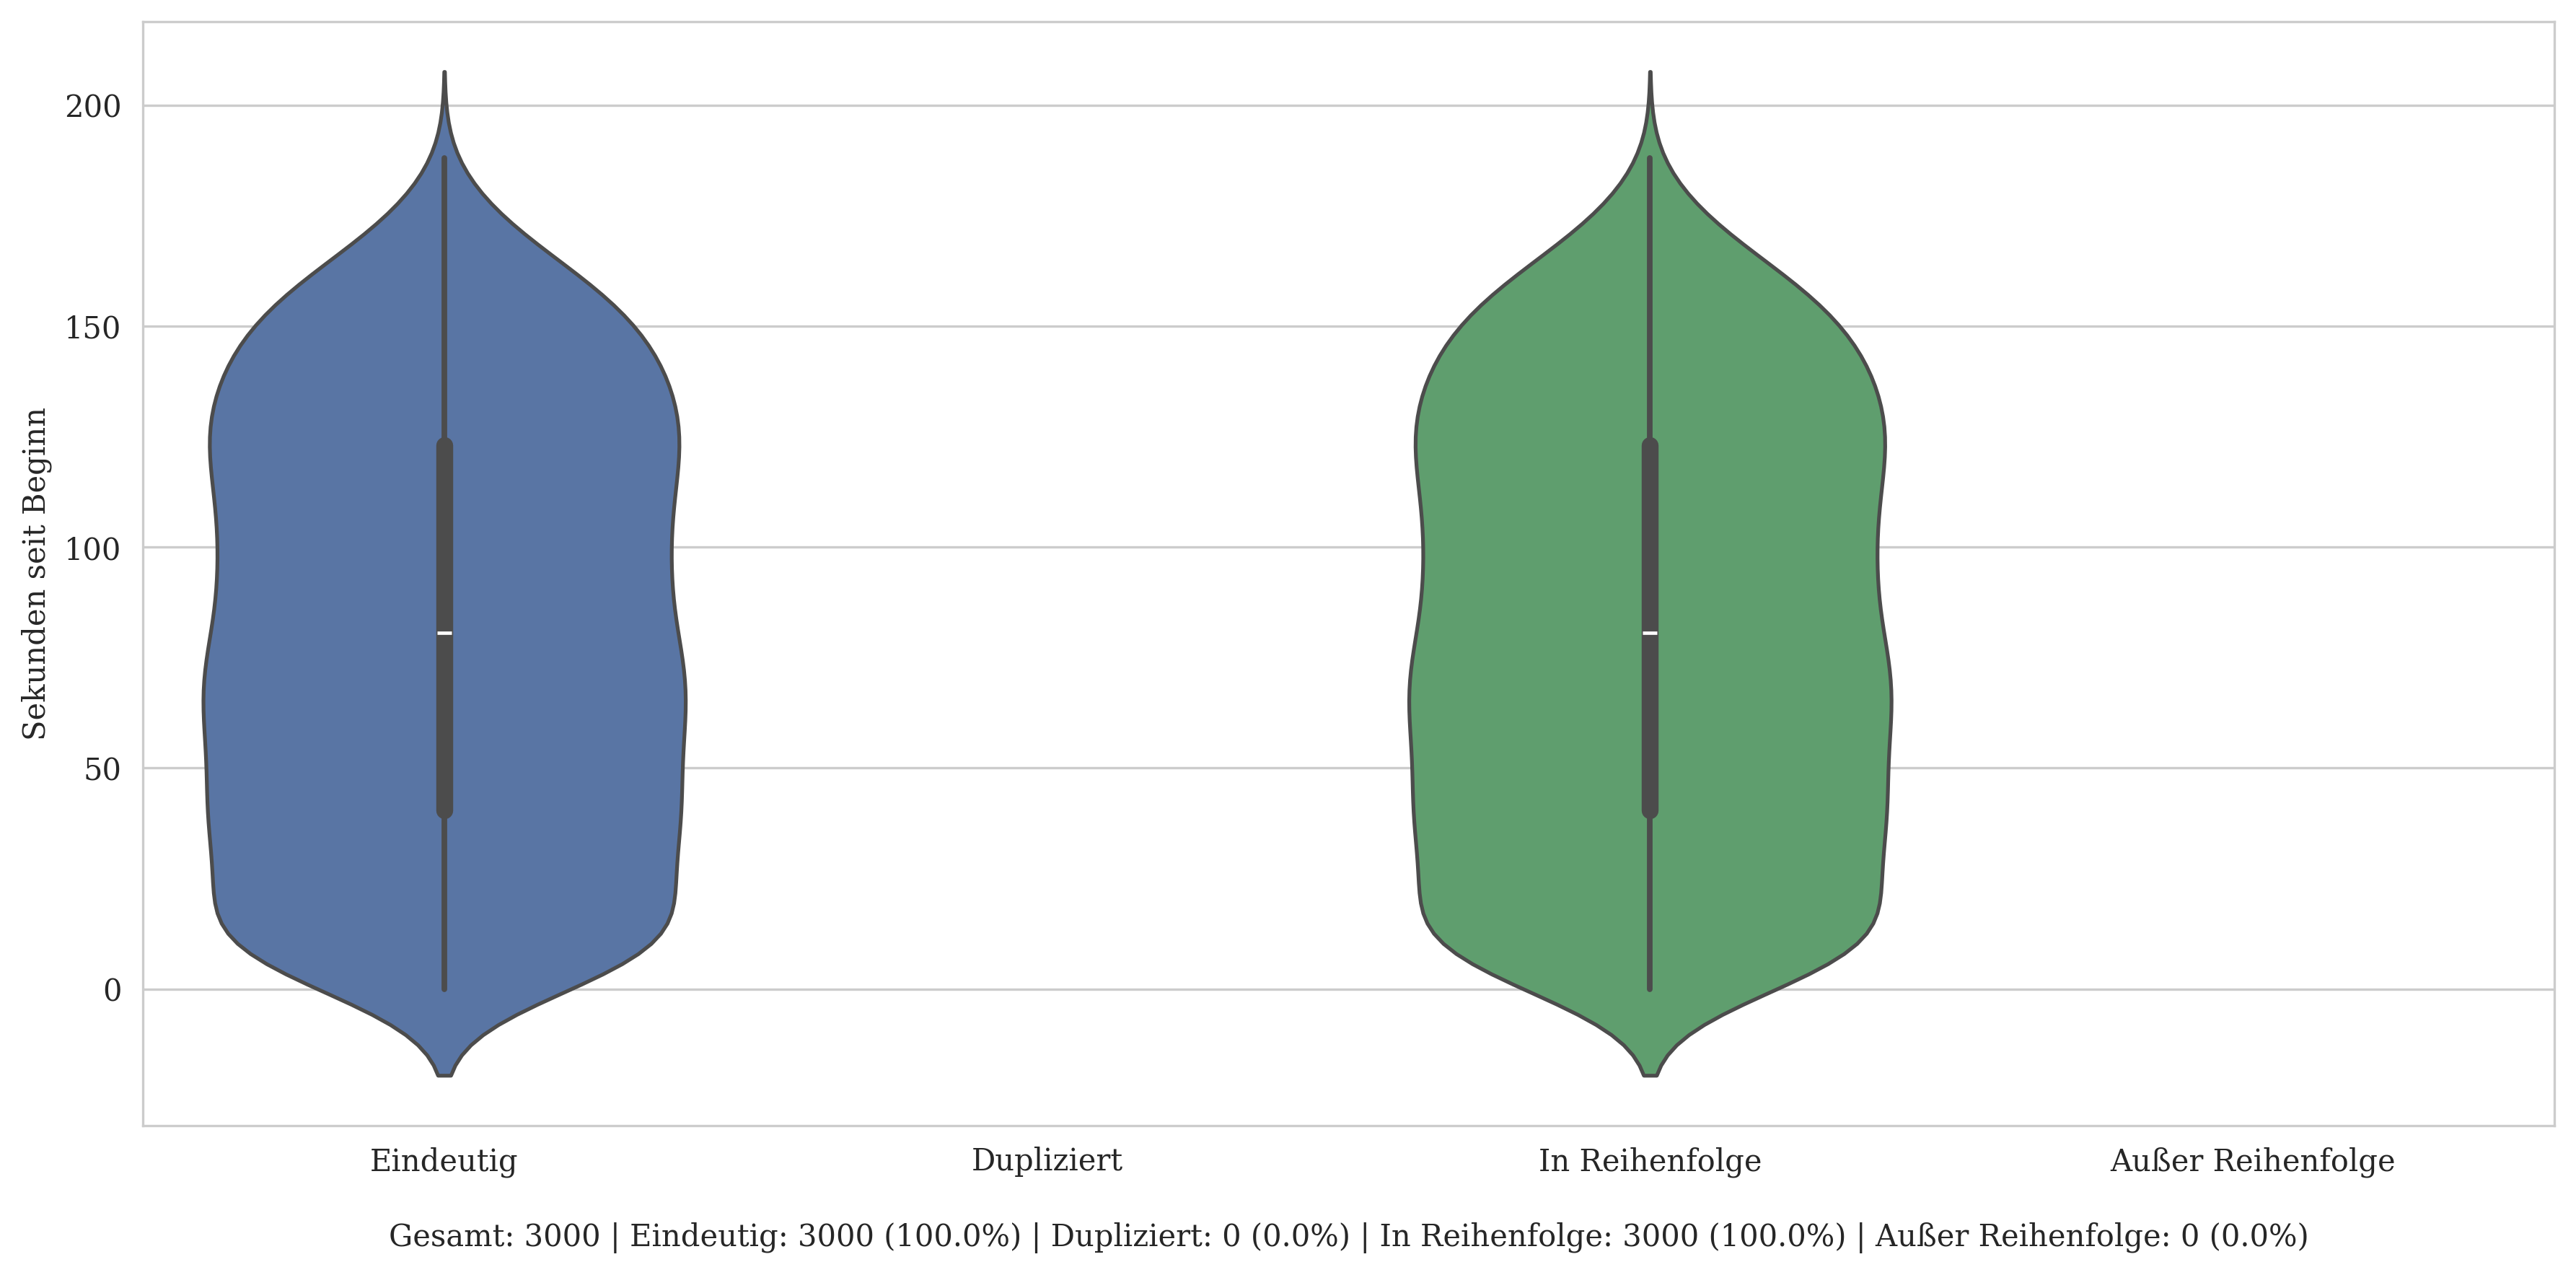 Sekunden seit Beginn
200
150
100
50
0
Eindeutig Dupliziert In Reihenfolge Außer Reihenfolge
Gesamt: 3000 | Eindeutig: 3000 (100.0%) | Dupliziert: 0 (0.0%) | In Reihenfolge: 3000 (100.0%) | Außer Reihenfolge: 0 (0.0%)